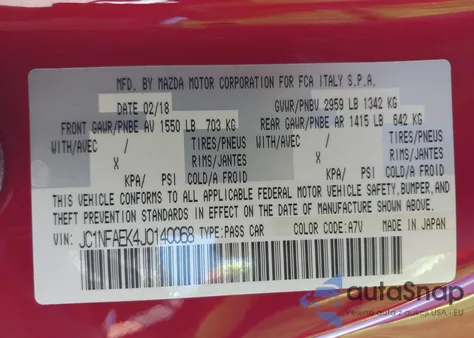 MFD. BY MAZDA MOTOR CORPORATION FOR FCA ITALY S.P.A.
DATE 02/18 GVWR/PNBV 2959 LB 1342 KG
FRONT GAWR/PNBE AV 1550 LB 703 KG REAR GAWR/PNBE AR 1415 LB 642 KG
WITH/AVEC / TIRES/PNEUS WITH/AVEC / TIRES/PNEUS
X RIMS/JANTES X RIMS/JANTES
KPA/ PSI COLD/A FROID KPA/ PSI COLD/A FROID
THIS VEHICLE CONFORMS TO ALL APPLICABLE FEDERAL MOTOR VEHICLE SAFETY, BUMPER, AND
THEFT PREVENTION STANDARDS IN EFFECT ON THE DATE OF MANUFACTURE SHOWN ABOVE.
VIN: JC1NFAEK4J0140068 TYPE: PASS CAR COLOR CODE: A7V MADE IN JAPAN
autoSnap
USA - EU